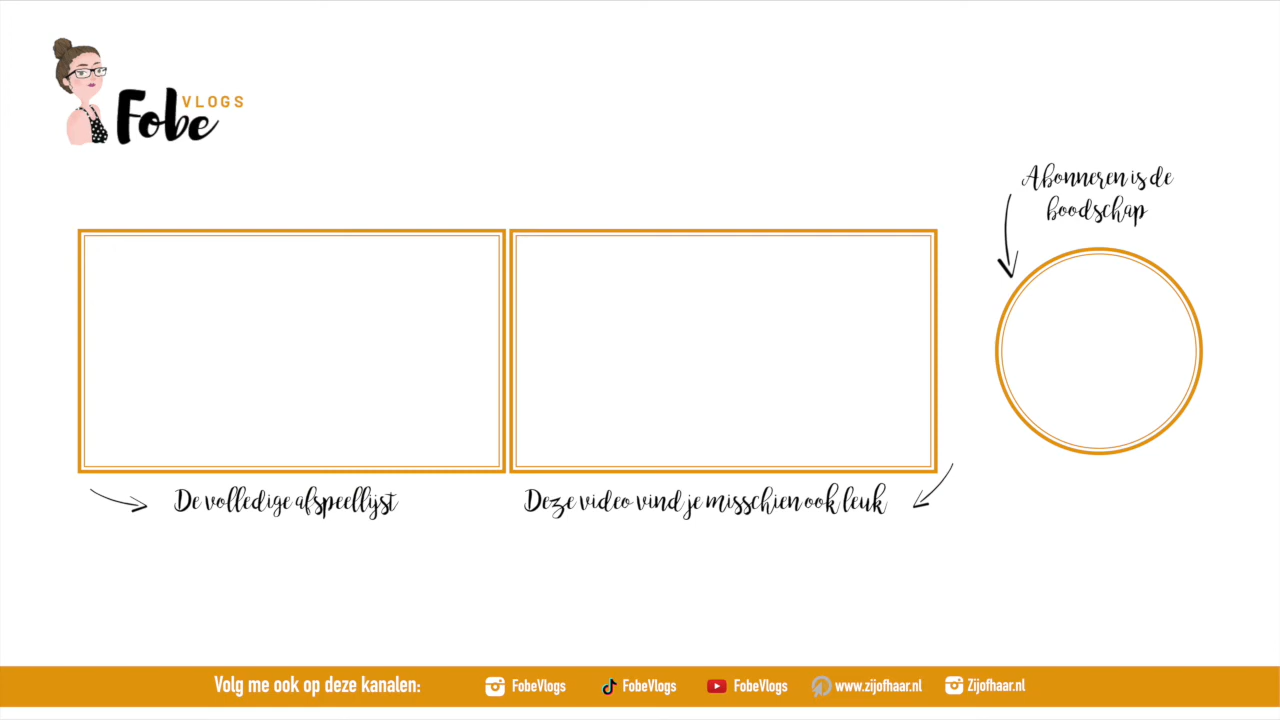 VLOGS
Fobe
Abonneren is de
boodschap
De volledige afspeellijst
Deze video vind je misschien ook leuk
Volg me ook op deze kanalen:
FobeVlogs
FobeVlogs
FobeVlogs
www.zijofhaar.nl
Zijofhaar.nl